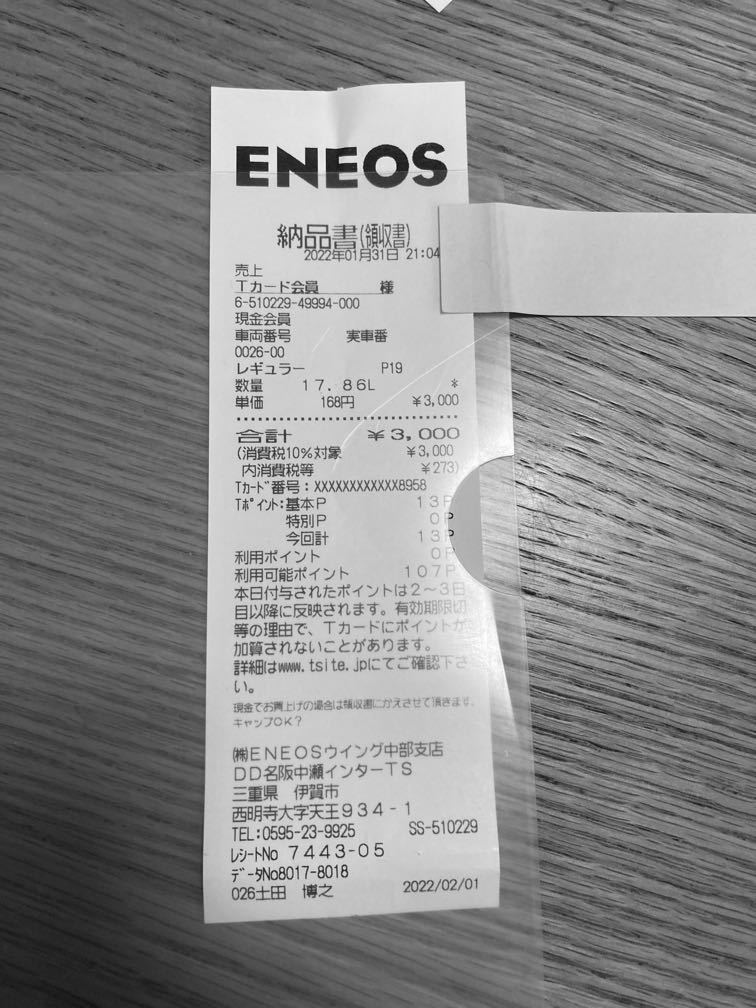 ENEOS
納品書(領収書)
2022年01月31日 21:04
売上
Tカード会員 様
6-510229-49994-000
現金会員
車両番号 実車番
0026-00
レギュラー P19
数量 17.86L *
単価 168円 ¥3,000
合計 ¥3,000
(消費税10%対象 ¥3,000
内消費税等 ¥273)
Tカード番号:XXXXXXXXXXXX8958
Tポイント:基本P 13P
特別P 0P
今回計 13P
利用ポイント 0P
利用可能ポイント 107P
本日付与されたポイントは2~3日
目以降に反映されます。有効期限切
等の理由で、Tカードにポイントが
加算されないことがあります。
詳細はwww.tsite.jpにてご確認下さ
い。
現金でお買上げの場合は領収書にかえさせて頂きます。
キャップOK?
㈱ENEOSウイング中部支店
DD名阪中瀬インターTS
三重県 伊賀市
西明寺大字天王934-1
TEL:0595-23-9925 SS-510229
レシートNo 7443-05
データNo8017-8018
026土田 博之 2022/02/01